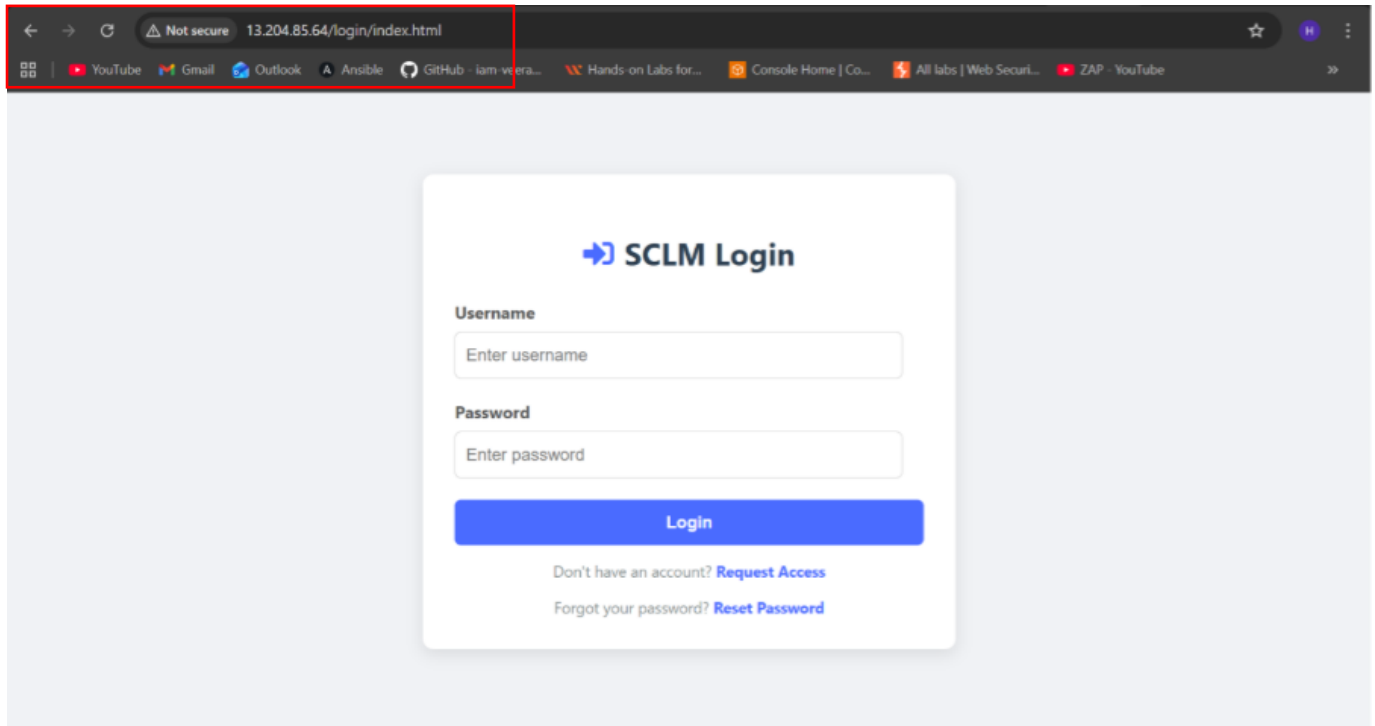 Not secure 13.204.85.64/login/index.html H
YouTube Gmail Outlook A Ansible GitHub - iam-veera... Hands-on Labs for... Console Home | Co... All labs | Web Securi... ZAP - YouTube »
SCLM Login
Username
Enter username
Password
Enter password
Login
Don't have an account? Request Access
Forgot your password? Reset Password